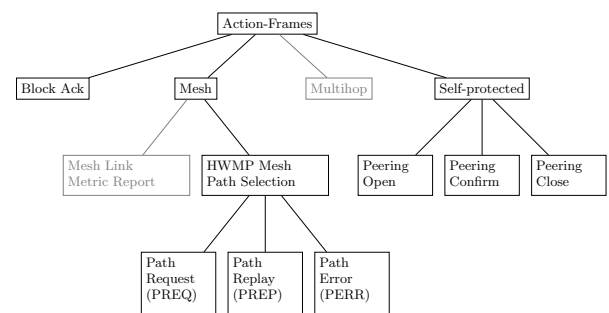 Action-Frames
Block Ack
Mesh
Multihop
Self-protected
Mesh Link
Metric Report
HWMP Mesh
Path Selection
Peering
Open
Peering
Confirm
Peering
Close
Path
Request
(PREQ)
Path
Replay
(PREP)
Path
Error
(PERR)